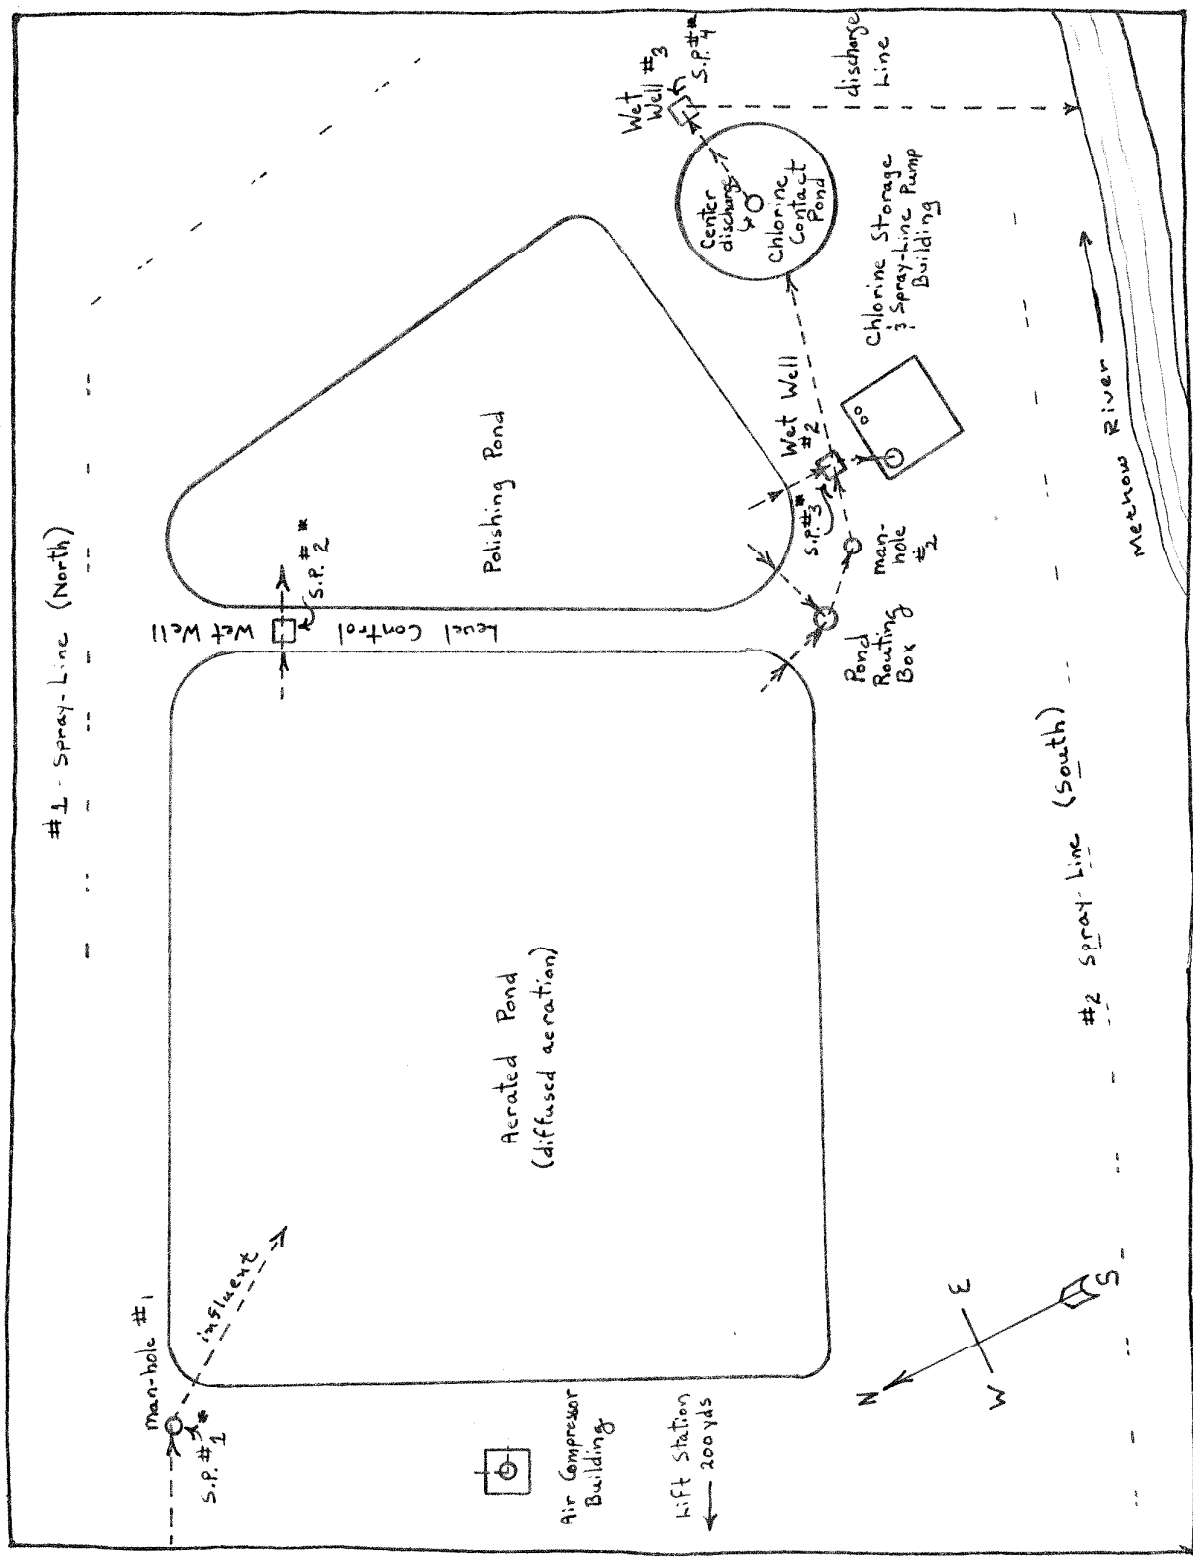 #1 - Spray-Line (North)
man-hole #1
S.P. #1*
influent
Air Compressor
Building
Lift Station
← 200 yds
Aerated Pond
(diffused aeration)
Level Control
Wet Well
S.P. #2*
Polishing Pond
Pond
Routing
Box
man-
hole
#2
S.P. #3*
Wet Well
#2
Chlorine Storage
& Spray-Line Pump
Building
Center
discharge
Chlorine
Contact
Pond
Wet
Well #3
S.P. #4*
discharge
Line
Methow River →
#2 Spray-Line (South)
N
E
W
S